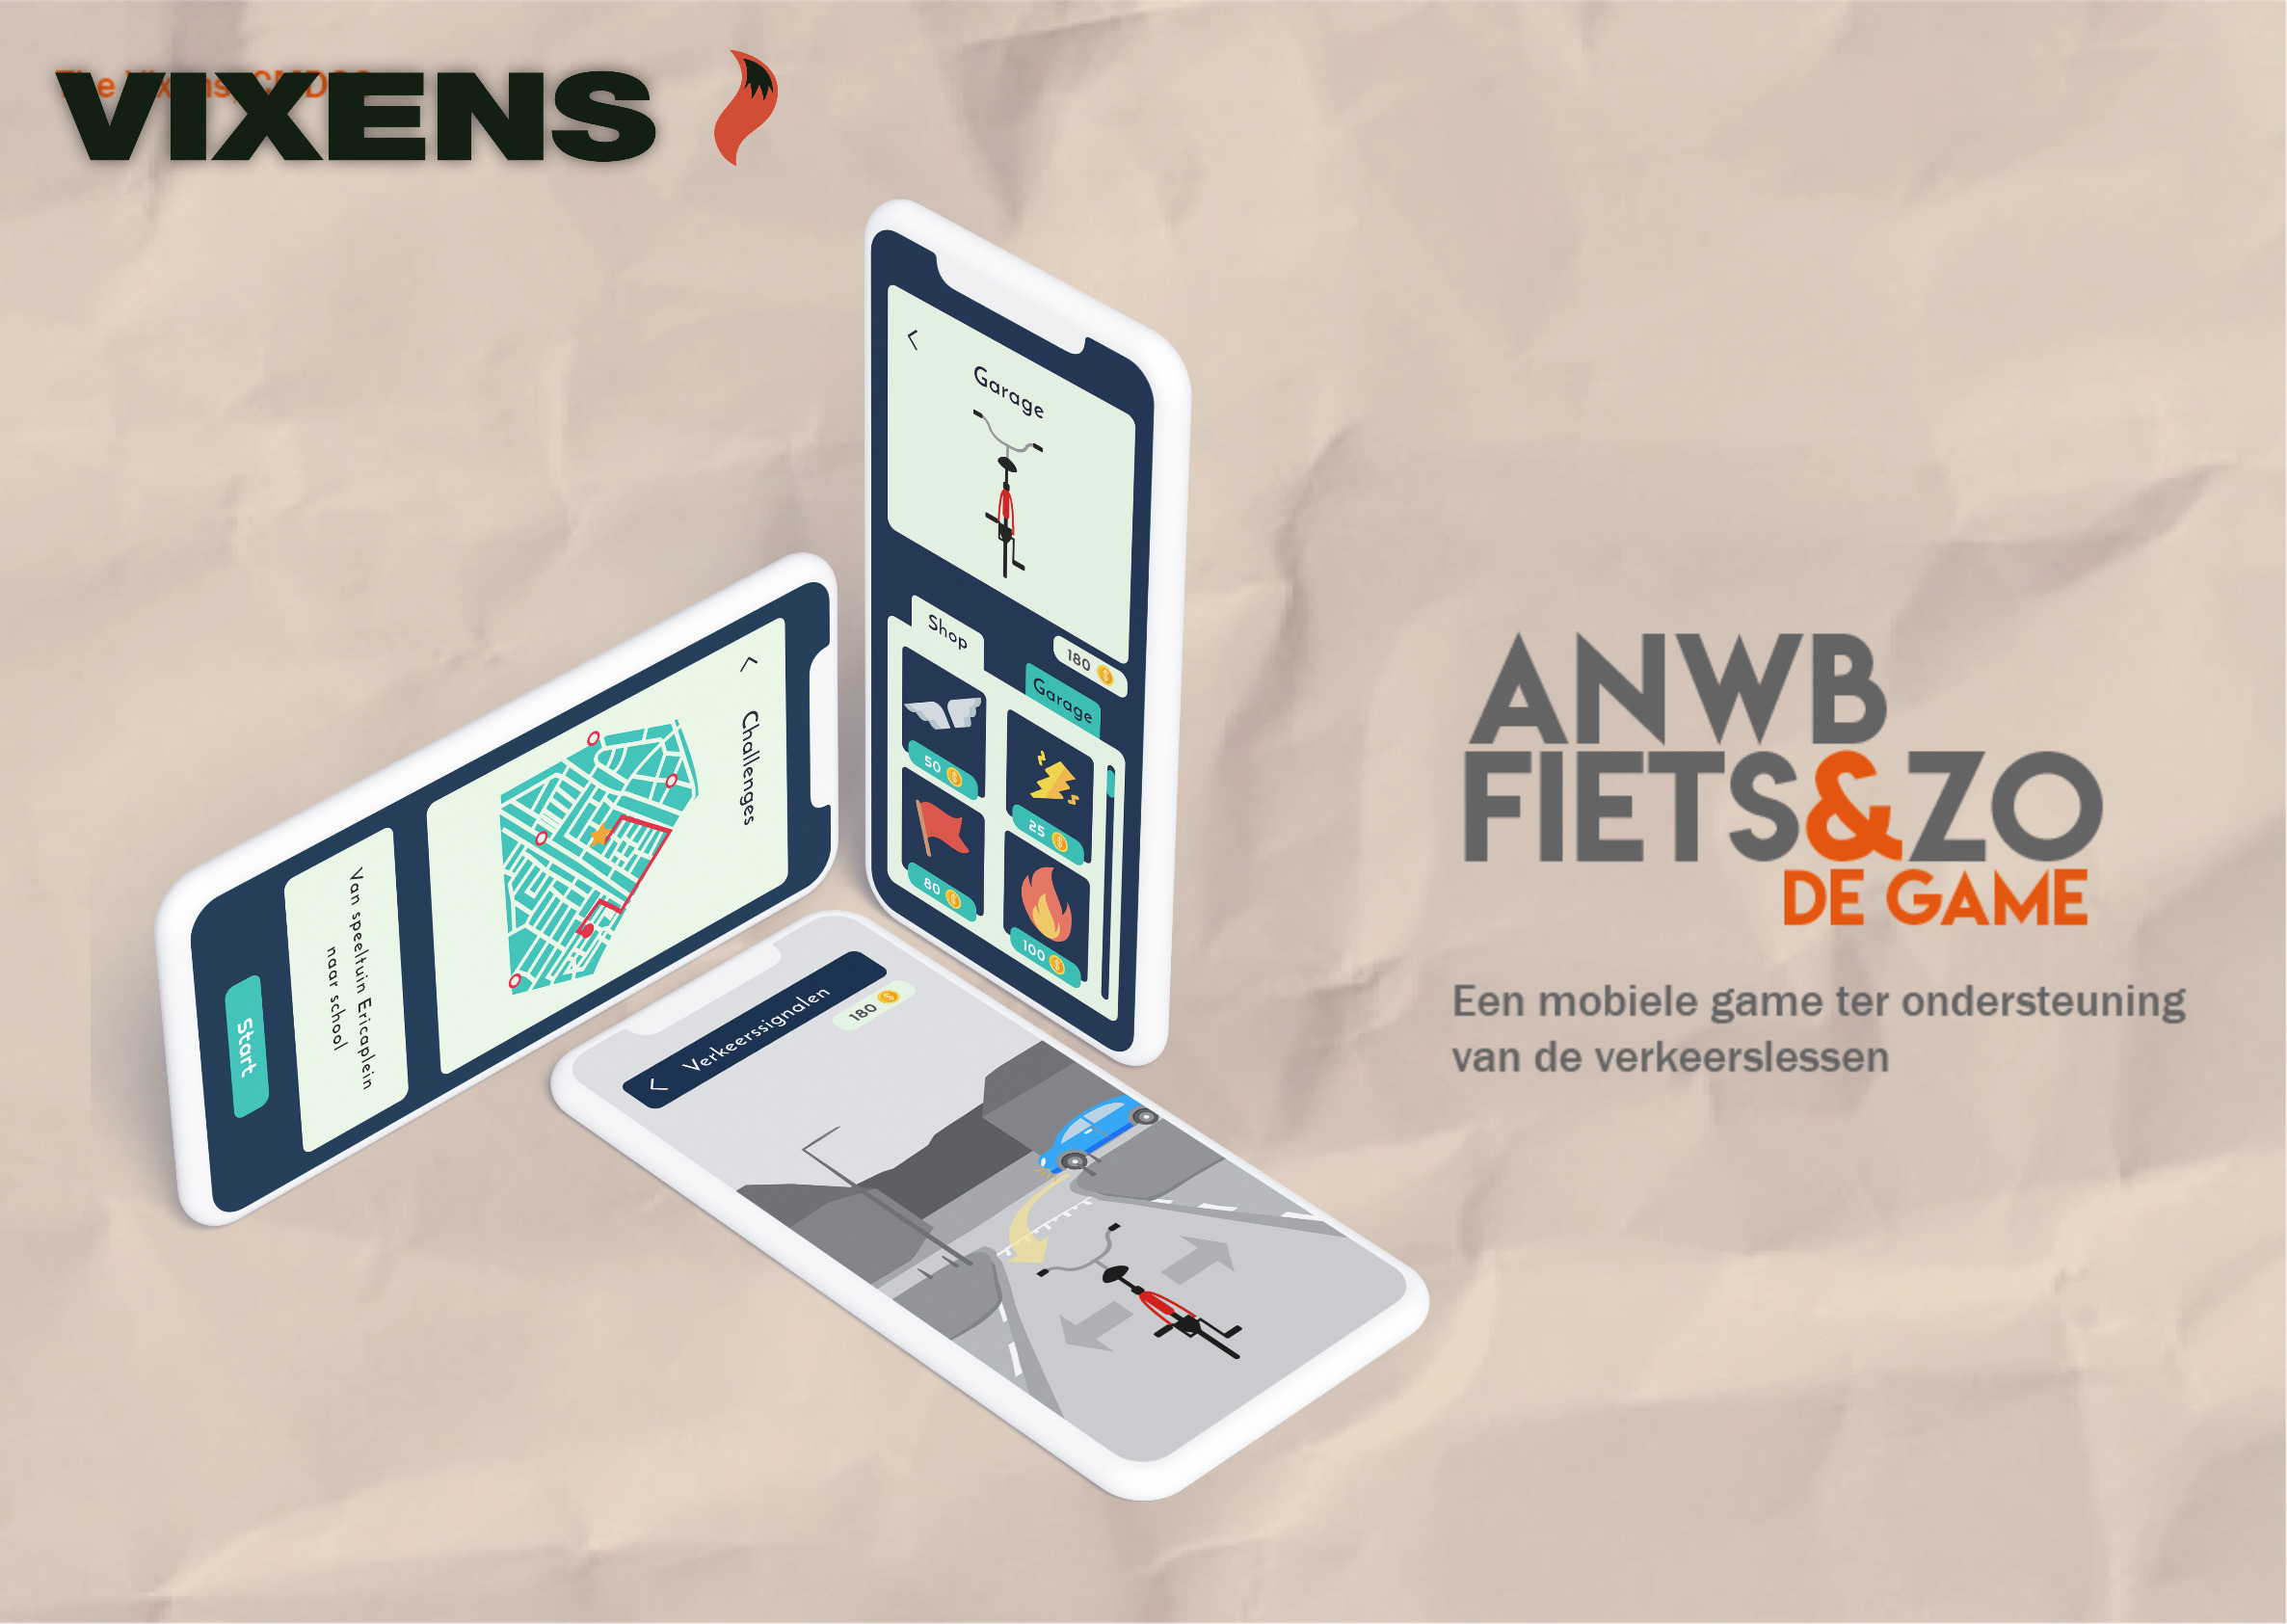 VIXENS
Garage
Shop
180
Garage
50
25
80
100
Challenges
Van speeltuin Ericaplein
naar school
Start
Verkeerssignalen
180
ANWB
FIETS&ZO
DE GAME
Een mobiele game ter ondersteuning
van de verkeerslessen